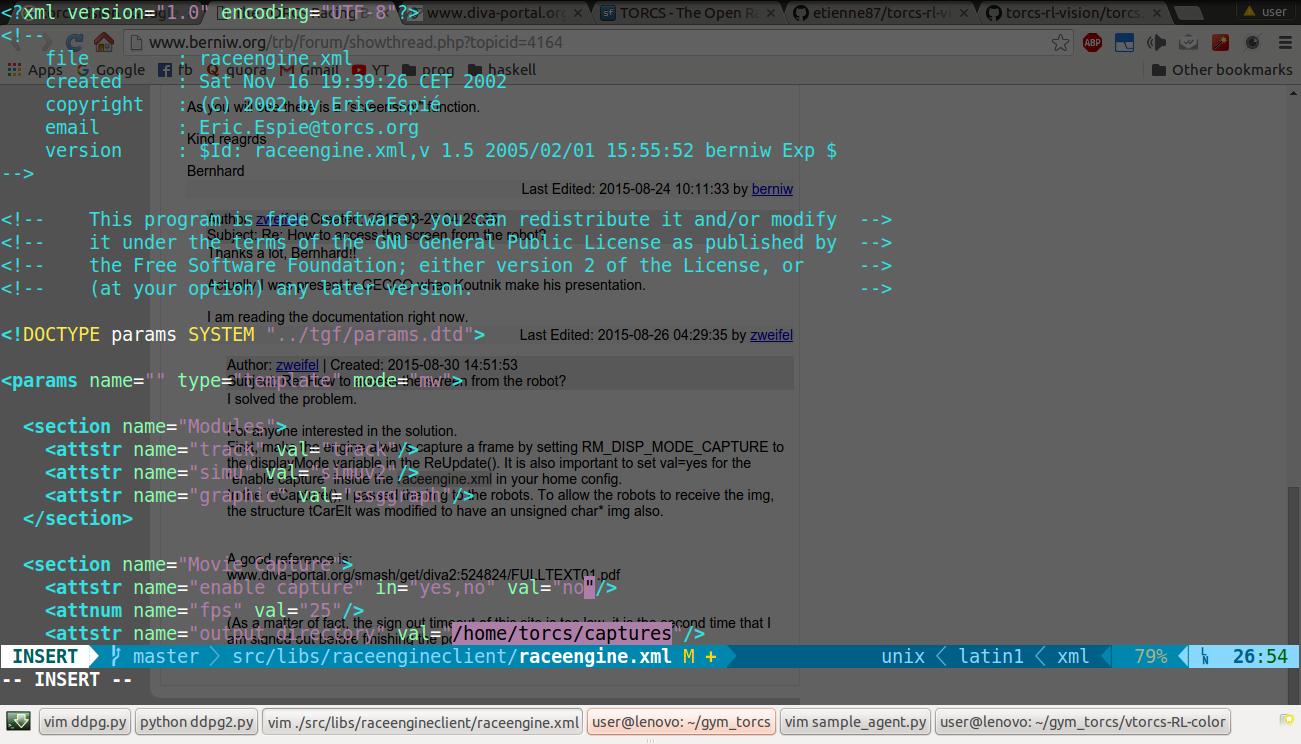 <?xml version="1.0" encoding="UTF-8"?>
www.diva-portal.org
TORCS - The Open Ra
etienne87/torcs-rl-vi
torcs-rl-vision/torcs
user
<!--
www.berniw.org/trb/forum/showthread.php?topicid=4164
ABP
file : raceengine.xml
Apps Google fb quora Gmail YT prog haskell Other bookmarks
created : Sat Nov 16 19:39:26 CET 2002
copyright : (C) 2002 by Eric Espié
As you will see there is a function.
email : Eric.Espie@torcs.org
Kind reagrds
version : $Id: raceengine.xml,v 1.5 2005/02/01 15:55:52 berniw Exp $
-->
Bernhard
Last Edited: 2015-08-24 10:11:33 by berniw
<!-- This program is free software; you can redistribute it and/or modify -->
Author: zweifel | Created: 2015-08-26 04:29:35
Subject: Re: How to access the screen from the robot?
<!-- it under the terms of the GNU General Public License as published by -->
Thanks a lot, Bernhard!!
<!-- the Free Software Foundation; either version 2 of the License, or -->
Actually I was present in GECCO when Koutnik make his presentation.
<!-- (at your option) any later version. -->
I am reading the documentation right now.
<!DOCTYPE params SYSTEM "../tgf/params.dtd">
Last Edited: 2015-08-26 04:29:35 by zweifel
Author: zweifel | Created: 2015-08-30 14:51:53
<params name="" type="template" mode="mw">
Subject: Re: How to access the screen from the robot?
I solved the problem.
<section name="Modules">
For anyone interested in the solution.
<attstr name="track" val="track"/>
First, make the engine always capture a frame by setting RM_DISP_MODE_CAPTURE to
the displayMode variable in the ReUpdate(). It is also important to set val=yes for the
<attstr name="simu" val="simuv2"/>
"enable capture" inside the raceengine.xml in your home config.
<attstr name="graphic" val="ssggraph"/>
In the reCapture(), I passed the img to the robots. To allow the robots to receive the img,
the structure tCarElt was modified to have an unsigned char* img also.
</section>
<section name="Movie Capture">
A good reference is:
www.diva-portal.org/smash/get/diva2:524824/FULLTEXT01.pdf
<attstr name="enable capture" in="yes,no" val="no"/>
<attnum name="fps" val="25"/>
(As a matter of fact, the sign out timeout of this site is too low, it is the second time that I
<attstr name="output directory" val="/home/torcs/captures"/>
am signed out before finishing the
INSERT master src/libs/raceengineclient/raceengine.xml M + unix latin1 xml 79% LN 26:54
-- INSERT --
vim ddpg.py
python ddpg2.py
vim ./src/libs/raceengineclient/raceengine.xml
user@lenovo: ~/gym_torcs
vim sample_agent.py
user@lenovo: ~/gym_torcs/vtorcs-RL-color